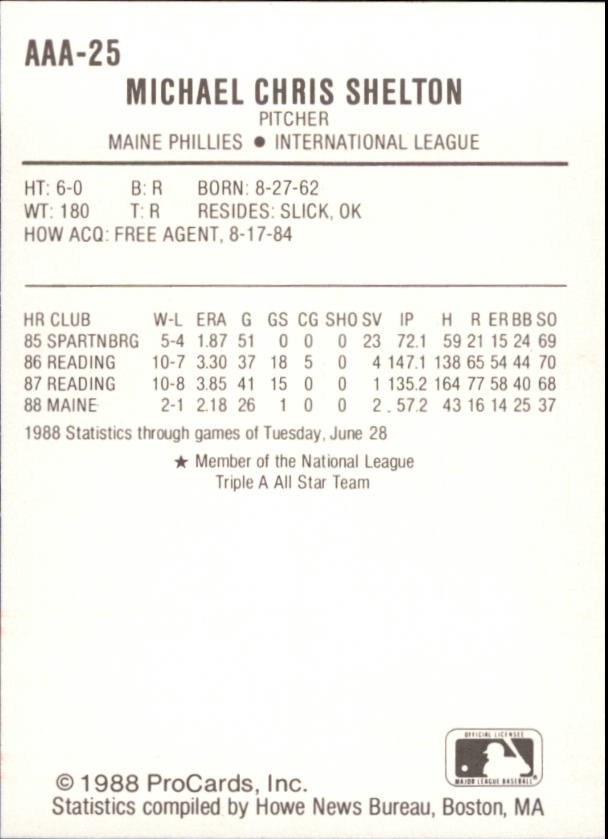 AAA-25
MICHAEL CHRIS SHELTON
PITCHER
MAINE PHILLIES ● INTERNATIONAL LEAGUE
HT: 6-0 B: R BORN: 8-27-62
WT: 180 T: R RESIDES: SLICK, OK
HOW ACQ: FREE AGENT, 8-17-84
HR CLUB W-L ERA G GS CG SHO SV IP H R ER BB SO
85 SPARTNBRG 5-4 1.87 51 0 0 0 23 72.1 59 21 15 24 69
86 READING 10-7 3.30 37 18 5 0 4 147.1 138 65 54 44 70
87 READING 10-8 3.85 41 15 0 0 1 135.2 164 77 58 40 68
88 MAINE 2-1 2.18 26 1 0 0 2 57.2 43 16 14 25 37
1988 Statistics through games of Tuesday, June 28
★ Member of the National League
Triple A All Star Team
OFFICIAL LICENSEE
MAJOR LEAGUE BASEBALL®
© 1988 ProCards, Inc.
Statistics compiled by Howe News Bureau, Boston, MA